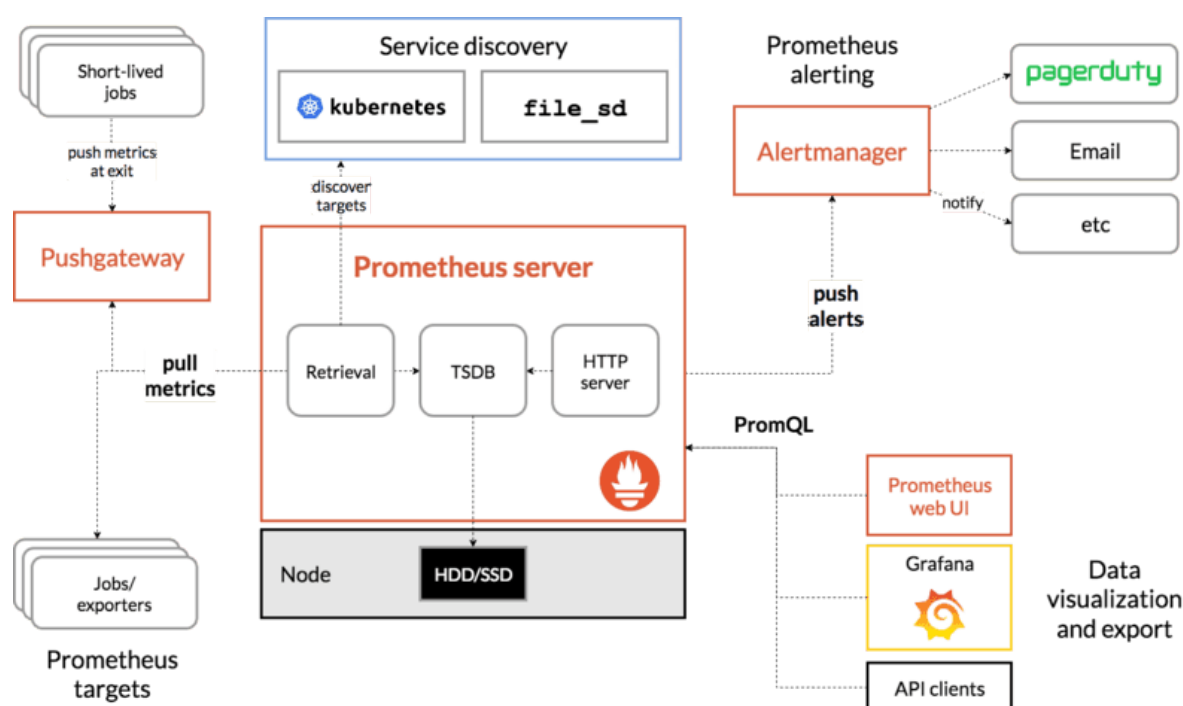 Short-lived
jobs
push metrics
at exit
Pushgateway
pull
metrics
Jobs/
exporters
Prometheus
targets
Service discovery
kubernetes
file_sd
discover
targets
Prometheus server
Retrieval
TSDB
HTTP
server
Node
HDD/SSD
Prometheus
alerting
Alertmanager
pagerduty
Email
notify
etc
push
alerts
PromQL
Prometheus
web UI
Grafana
API clients
Data
visualization
and export